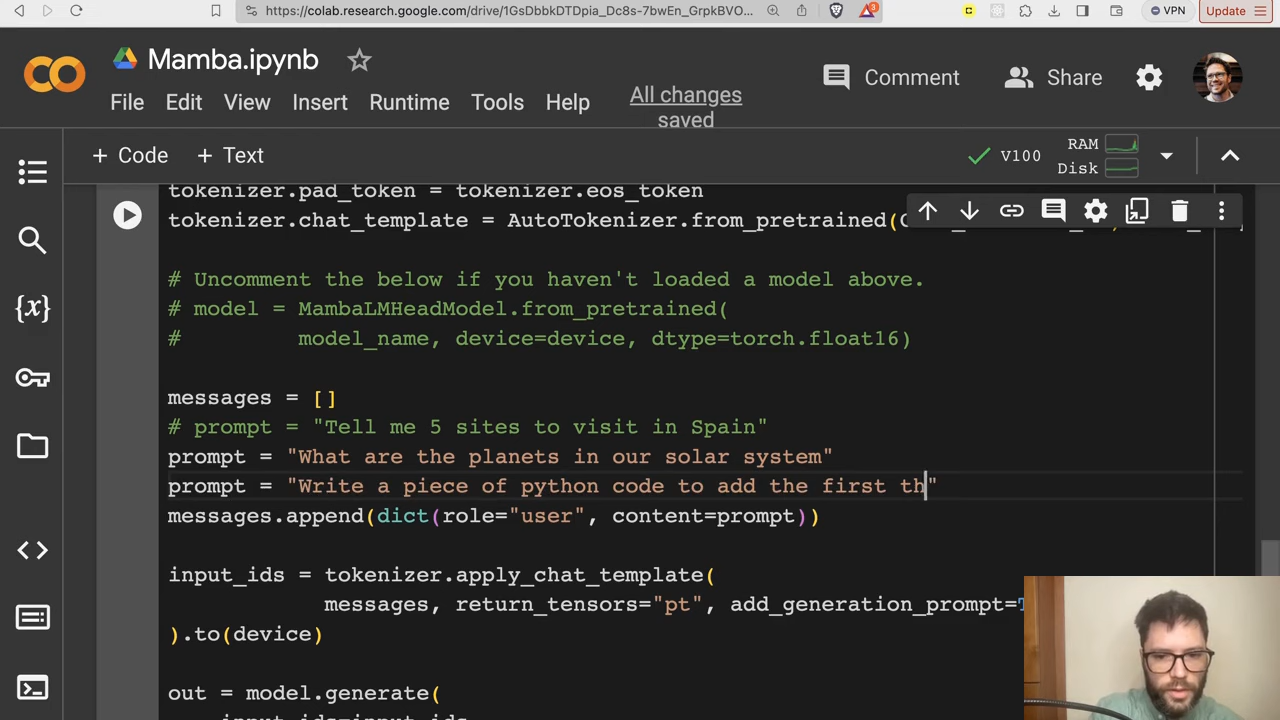 https://colab.research.google.com/drive/1GsDbbkDTDpia_Dc8s-7bwEn_GrpkBVO...
3
VPN
Update
Mamba.ipynb
Comment
Share
File Edit View Insert Runtime Tools Help
All changes
saved
+ Code + Text
V100
RAM
Disk
tokenizer.pad_token = tokenizer.eos_token
tokenizer.chat_template = AutoTokenizer.from_pretrained(
# Uncomment the below if you haven't loaded a model above.
# model = MambaLMHeadModel.from_pretrained(
# model_name, device=device, dtype=torch.float16)
messages = []
# prompt = "Tell me 5 sites to visit in Spain"
prompt = "What are the planets in our solar system"
prompt = "Write a piece of python code to add the first th"
messages.append(dict(role="user", content=prompt))
input_ids = tokenizer.apply_chat_template(
messages, return_tensors="pt", add_generation_prompt=
).to(device)
out = model.generate(
input_ids=input_ids